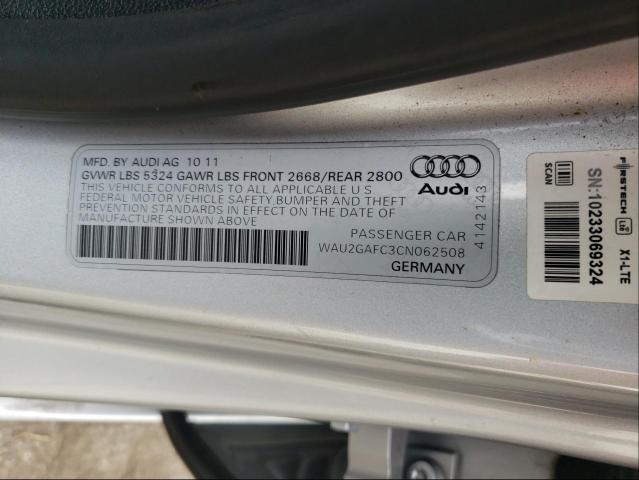 MFD. BY AUDI AG 10 11
GVWR LBS 5324 GAWR LBS FRONT 2668/REAR 2800
THIS VEHICLE CONFORMS TO ALL APPLICABLE U S
FEDERAL MOTOR VEHICLE SAFETY, BUMPER AND THEFT
PREVENTION STANDARDS IN EFFECT ON THE DATE OF
MANUFACTURE SHOWN ABOVE
PASSENGER CAR
WAU2GAFC3CN062508
GERMANY
Audi
4142143
FIRSTECH
LTE
X1-LTE
SN:10233069324
SCAN